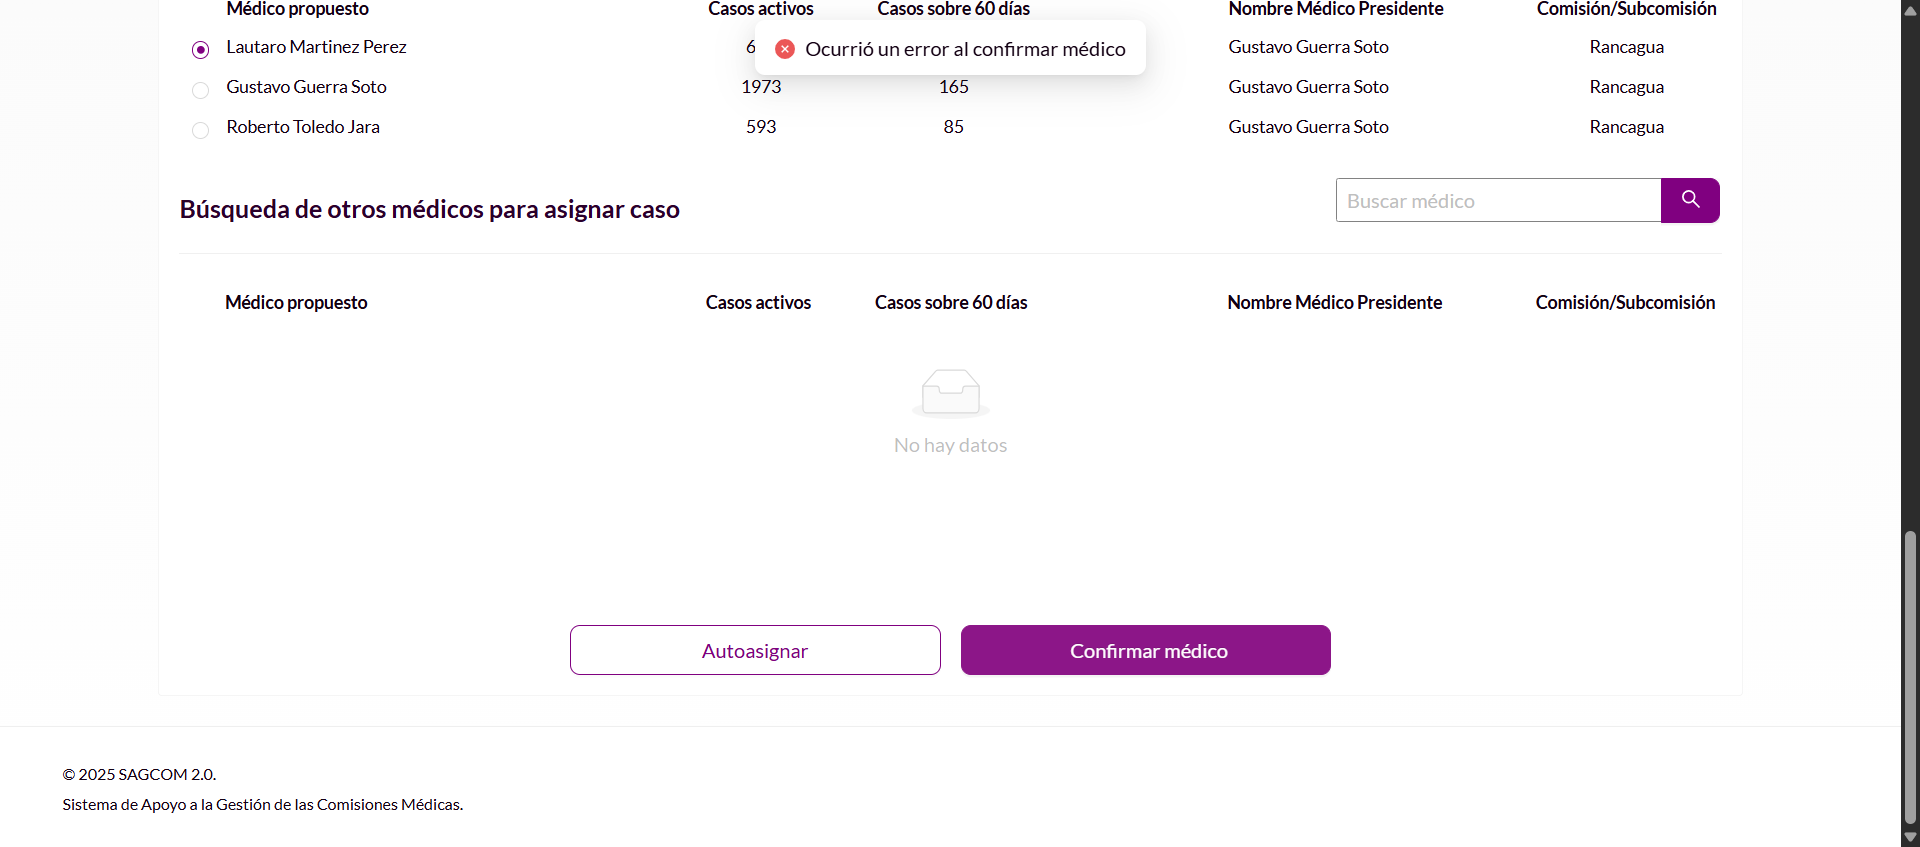 Médico propuesto Casos activos Casos sobre 60 días Nombre Médico Presidente Comisión/Subcomisión
Ocurrió un error al confirmar médico
Lautaro Martinez Perez Gustavo Guerra Soto Rancagua
Gustavo Guerra Soto 1973 165 Gustavo Guerra Soto Rancagua
Roberto Toledo Jara 593 85 Gustavo Guerra Soto Rancagua
Búsqueda de otros médicos para asignar caso
Buscar médico
Médico propuesto Casos activos Casos sobre 60 días Nombre Médico Presidente Comisión/Subcomisión
No hay datos
Autoasignar Confirmar médico
© 2025 SAGCOM 2.0.
Sistema de Apoyo a la Gestión de las Comisiones Médicas.